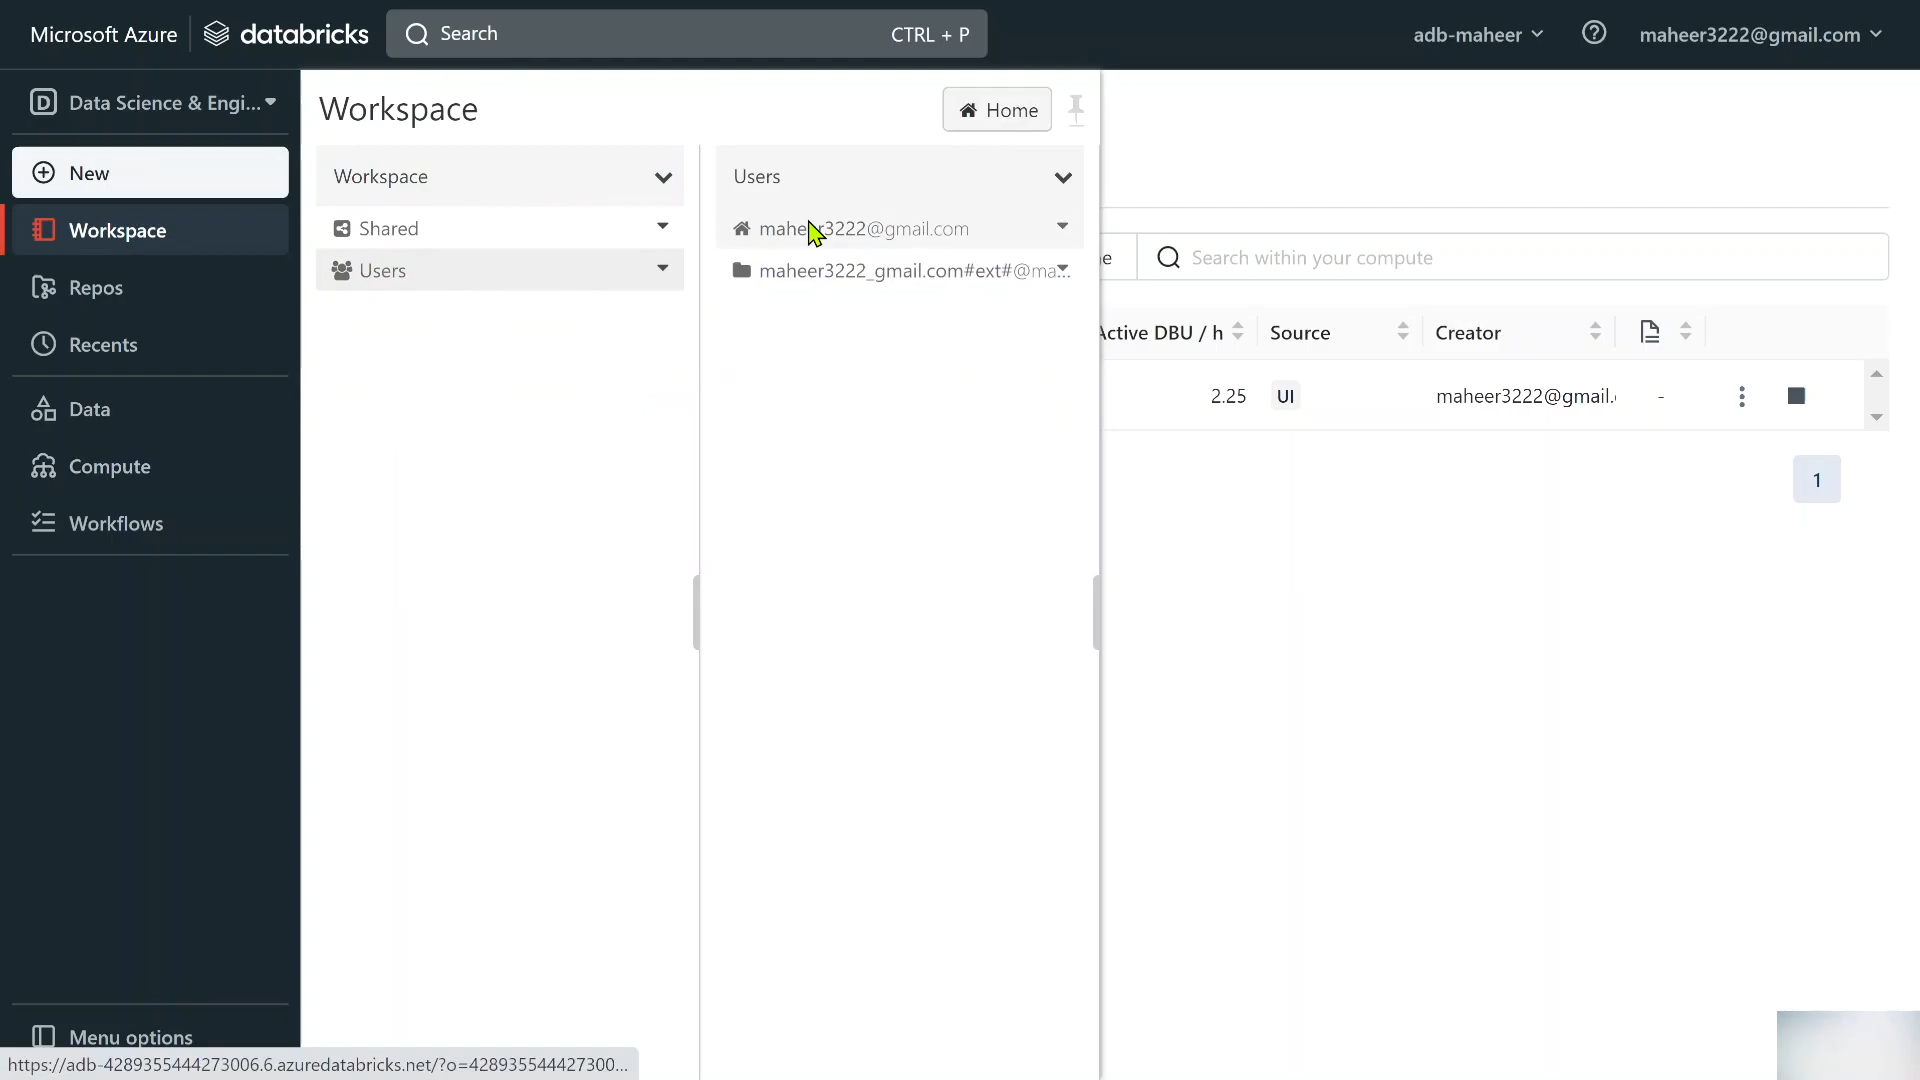 Microsoft Azure databricks Search CTRL + P adb-maheer maheer3222@gmail.com
Data Science & Engi...
New
Workspace
Repos
Recents
Data
Compute
Workflows
Menu options
Workspace Home
Workspace
Shared
Users
Users
maheer3222@gmail.com
maheer3222_gmail.com#ext#@ma...
e Search within your compute
Active DBU / h Source Creator
2.25 UI maheer3222@gmail. -
1
https://adb-4289355444273006.6.azuredatabricks.net/?o=428935544427300...